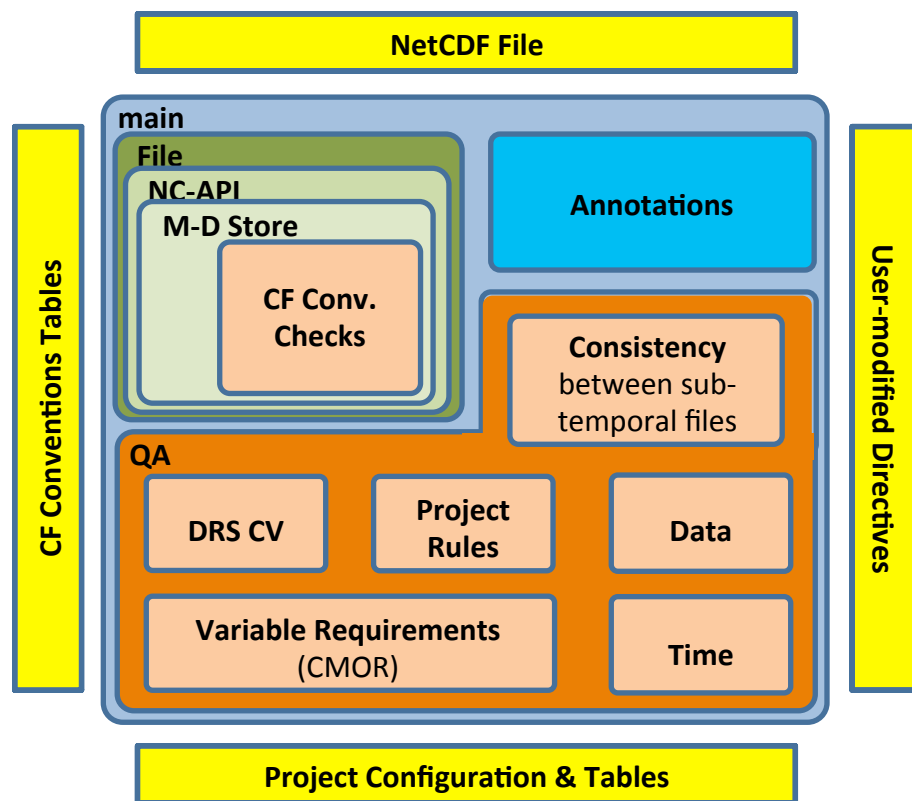 NetCDF File
CF Conventions Tables
main
File
NC-API
M-D Store
CF Conv.
Checks
Annotations
Consistency
between sub-
temporal files
QA
DRS CV
Project
Rules
Data
Variable Requirements
(CMOR)
Time
User-modified Directives
Project Configuration & Tables